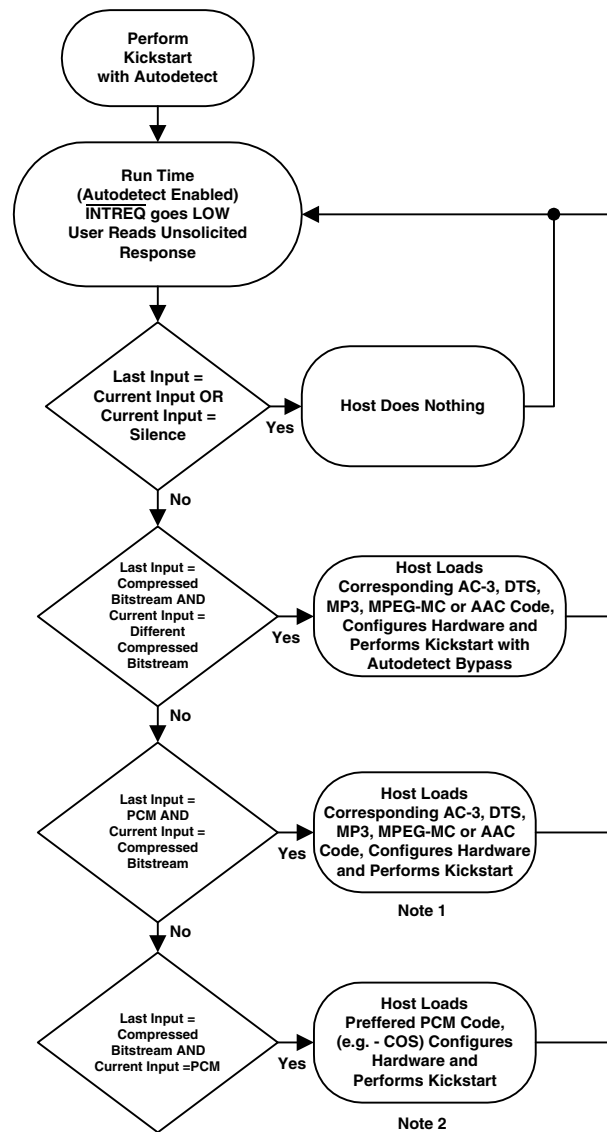 Perform
Kickstart
with Autodetect
Run Time
(Autodetect Enabled)
INTREQ goes LOW
User Reads Unsolicited
Response
Last Input =
Current Input OR
Current Input =
Silence
Yes
Host Does Nothing
No
Last Input =
Compressed
Bitstream AND
Current Input =
Different
Compressed
Bitstream
Yes
Host Loads
Corresponding AC-3, DTS,
MP3, MPEG-MC or AAC Code,
Configures Hardware and
Performs Kickstart with
Autodetect Bypass
No
Last Input =
PCM AND
Current Input =
Compressed
Bitstream
Yes
Host Loads
Corresponding AC-3, DTS,
MP3, MPEG-MC or AAC
Code, Configures Hardware
and Performs Kickstart
Note 1
No
Last Input =
Compressed
Bitstream AND
Current Input =PCM
Yes
Host Loads
Preffered PCM Code,
(e.g. - COS) Configures
Hardware and
Performs Kickstart
Note 2